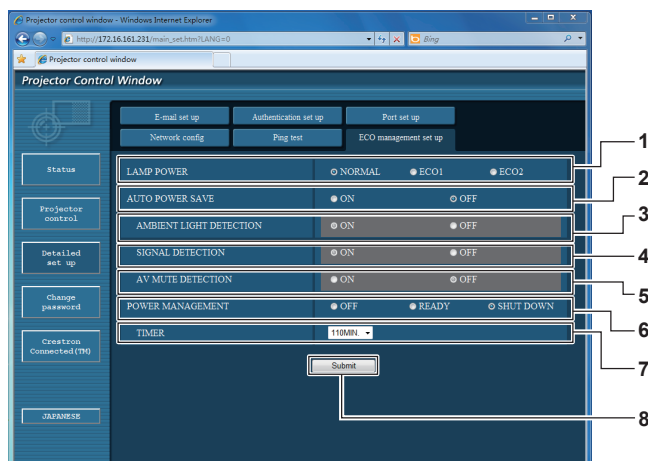 Projector control window - Windows Internet Explorer
http://172.16.161.231/main_set.htm?LANG=0
Bing
Projector control window
Projector Control Window
E-mail set up
Authentication set up
Port set up
Network config
Ping test
ECO management set up
Status
Projector
control
Detailed
set up
Change
password
Crestron
Connected(TM)
JAPANESE
LAMP POWER NORMAL ECO1 ECO2
1
AUTO POWER SAVE ON OFF
2
AMBIENT LIGHT DETECTION ON OFF
3
SIGNAL DETECTION ON OFF
4
AV MUTE DETECTION ON OFF
5
POWER MANAGEMENT OFF READY SHUT DOWN
6
TIMER 110MIN.
7
Submit
8